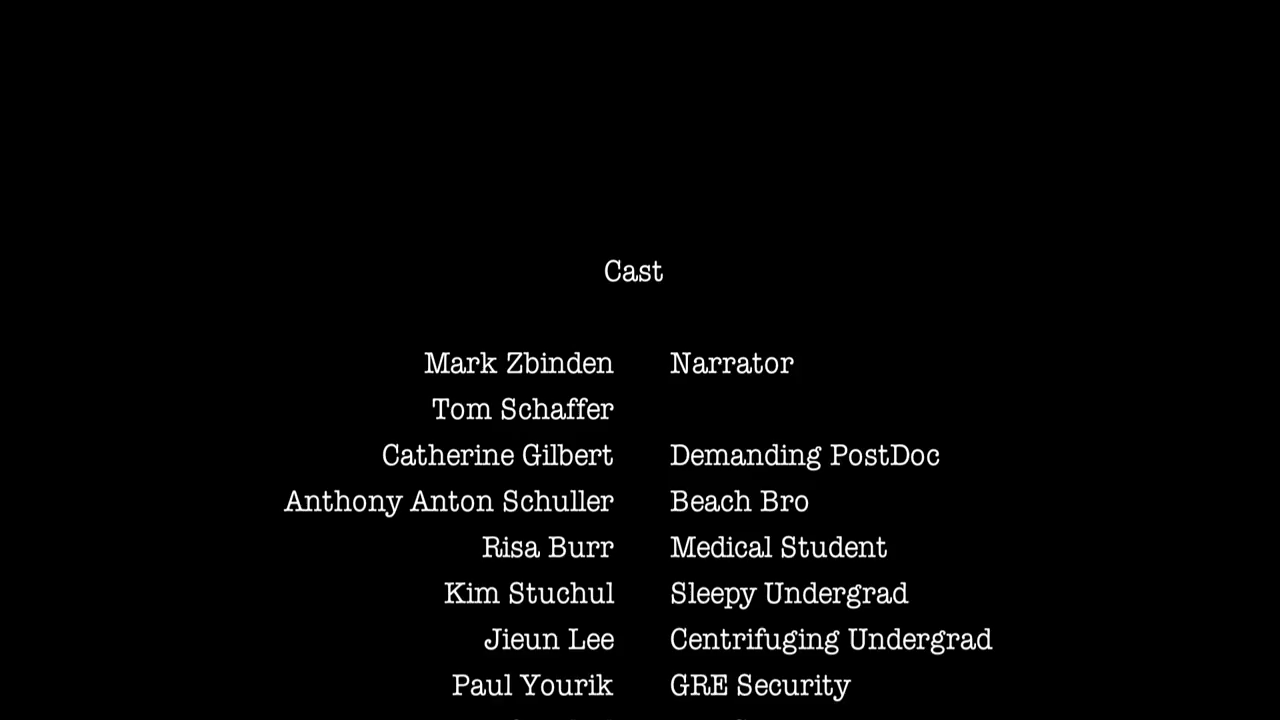 Cast
Mark Zbinden Narrator
Tom Schaffer
Catherine Gilbert Demanding PostDoc
Anthony Anton Schuller Beach Bro
Risa Burr Medical Student
Kim Stuchul Sleepy Undergrad
Jieun Lee Centrifuging Undergrad
Paul Yourik GRE Security